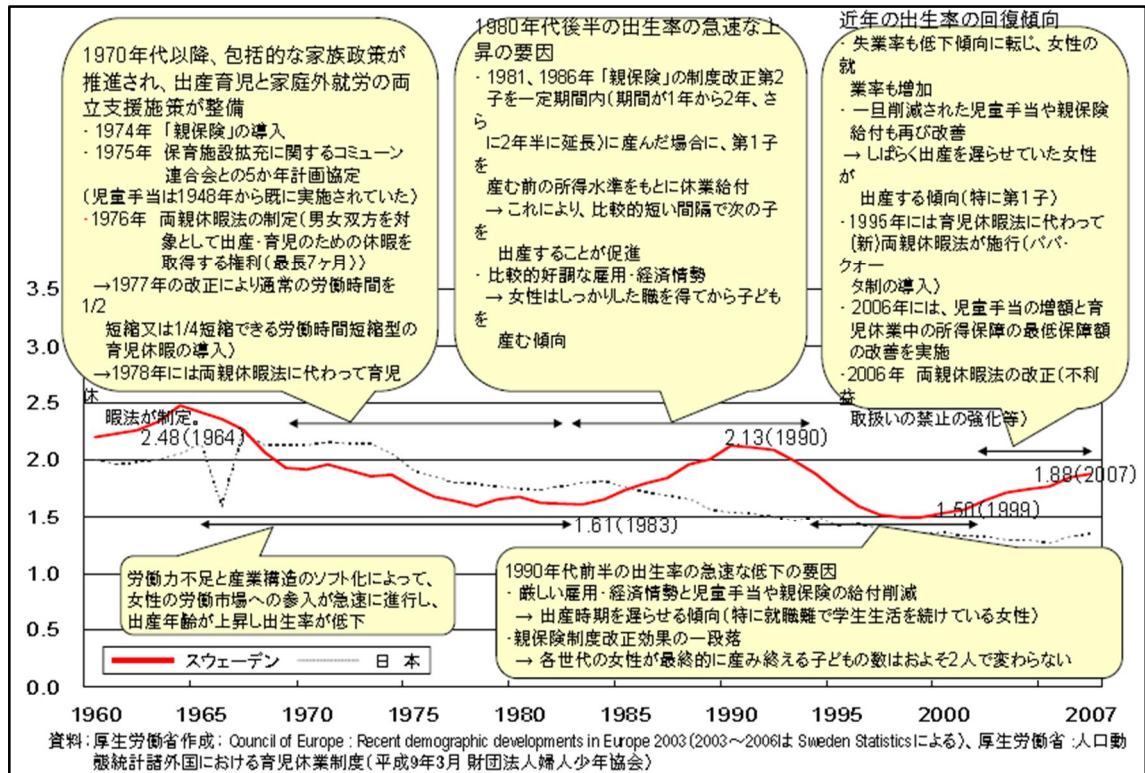 1970年代以降、包括的な家族政策が
推進され、出産育児と家庭外就労の両
立支援施策が整備
・1974年 「親保険」の導入
・1975年 保育施設拡充に関するコミューン
連合会との5か年計画協定
(児童手当は1948年から既に実施されていた)
・1976年 両親休暇法の制定(男女双方を対
象として出産・育児のための休暇を
取得する権利(最長7ヶ月))
→1977年の改正により通常の労働時間を
1/2
短縮又は1/4短縮できる労働時間短縮型の
育児休暇の導入)
→1978年には両親休暇法に代わって育児
休
暇法が制定。
1980年代後半の出生率の急速な上
昇の要因
・1981、1986年「親保険」の制度改正第2
子を一定期間内(期間が1年から2年、さ
ら
に2年半に延長)に産んだ場合に、第1子
を
産む前の所得水準をもとに休業給付
→ これにより、比較的短い間隔で次の子
を
出産することが促進
・比較的好調な雇用・経済情勢
→ 女性はしっかりした職を得てから子ども
を
産む傾向
近年の出生率の回復傾向
・失業率も低下傾向に転じ、女性の
就
業率も増加
・一旦削減された児童手当や親保険
給付も再び改善
→ しばらく出産を遅らせていた女性
が
出産する傾向(特に第1子)
・1995年には育児休暇法に代わって
(新)両親休暇法が施行(パパ・
クォー
タ制の導入)
・2006年には、児童手当の増額と育
児休業中の所得保障の最低保障額
の改善を実施
・2006年 両親休暇法の改正(不利
益
取扱いの禁止の強化等)
3.5
3.0
2.5
2.0
1.5
1.0
0.5
0.0
2.48(1964)
2.13(1990)
1.88(2007)
1.61(1983)
1.50(1999)
労働力不足と産業構造のソフト化によって、
女性の労働市場への参入が急速に進行し、
出産年齢が上昇し出生率が低下
1990年代前半の出生率の急速な低下の要因
・ 厳しい雇用・経済情勢と児童手当や親保険の給付削減
→ 出産時期を遅らせる傾向(特に就職難で学生生活を続けている女性)
・親保険制度改正効果の一段落
→ 各世代の女性が最終的に産み終える子どもの数はおよそ2人で変わらない
スウェーデン 日 本
1960 1965 1970 1975 1980 1985 1990 1995 2000 2007
資料:厚生労働省作成: Council of Europe : Recent demographic developments in Europe 2003(2003～2006は Sweden Statisticsによる)、厚生労働省 :人口動
態統計諸外国における育児休業制度(平成9年3月 財団法人婦人少年協会)